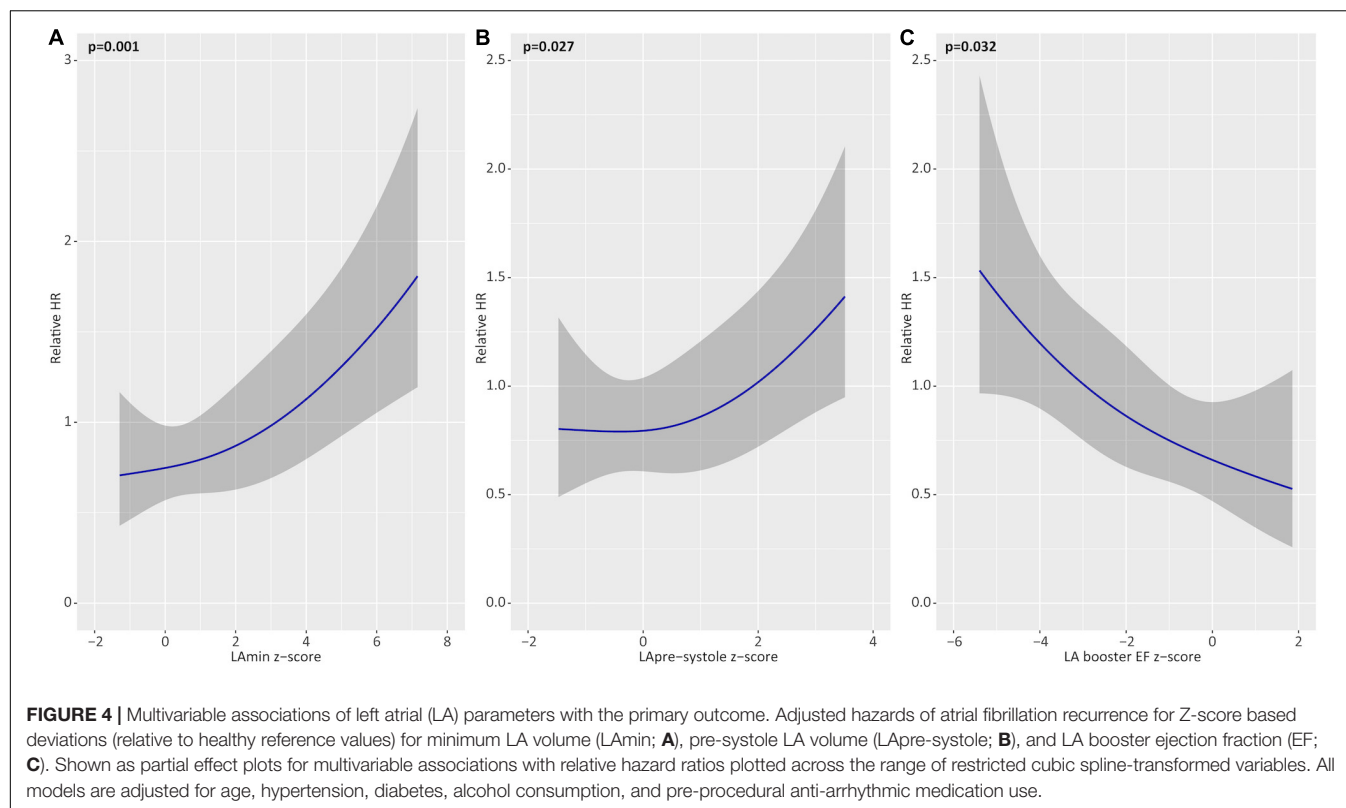 A
p=0.001
3
2
1
0
Relative HR
−2 0 2 4 6 8
LAmin z−score
B
p=0.027
2.5
2.0
1.5
1.0
0.5
0.0
Relative HR
−2 0 2 4
LApre−systole z−score
C
p=0.032
2.5
2.0
1.5
1.0
0.5
0.0
Relative HR
−6 −4 −2 0 2
LA booster EF z−score
FIGURE 4 | Multivariable associations of left atrial (LA) parameters with the primary outcome. Adjusted hazards of atrial fibrillation recurrence for Z-score based
deviations (relative to healthy reference values) for minimum LA volume (LAmin; A), pre-systole LA volume (LApre-systole; B), and LA booster ejection fraction (EF;
C). Shown as partial effect plots for multivariable associations with relative hazard ratios plotted across the range of restricted cubic spline-transformed variables. All
models are adjusted for age, hypertension, diabetes, alcohol consumption, and pre-procedural anti-arrhythmic medication use.